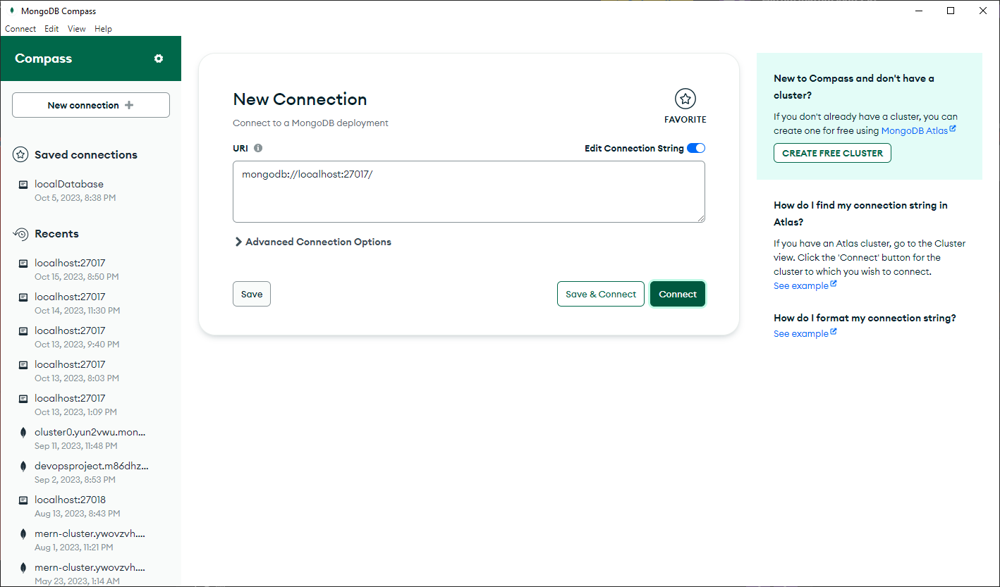 MongoDB Compass
Connect Edit View Help
Compass
New connection
Saved connections
localDatabase
Oct 5, 2023, 8:38 PM
Recents
localhost:27017
Oct 15, 2023, 8:50 PM
localhost:27017
Oct 14, 2023, 11:30 PM
localhost:27017
Oct 13, 2023, 9:40 PM
localhost:27017
Oct 13, 2023, 8:03 PM
localhost:27017
Oct 13, 2023, 1:09 PM
cluster0.yun2vwu.mon...
Sep 11, 2023, 11:48 PM
devopsproject.m86dhz...
Sep 2, 2023, 8:53 PM
localhost:27018
Aug 13, 2023, 8:43 PM
mern-cluster.ywovzvh....
Aug 1, 2023, 11:21 PM
mern-cluster.ywovzvh....
May 23, 2023, 1:14 AM
New Connection
FAVORITE
Connect to a MongoDB deployment
URI
Edit Connection String
mongodb://localhost:27017/
Advanced Connection Options
Save
Save & Connect
Connect
New to Compass and don't have a
cluster?
If you don't already have a cluster, you can
create one for free using MongoDB Atlas
CREATE FREE CLUSTER
How do I find my connection string in
Atlas?
If you have an Atlas cluster, go to the Cluster
view. Click the 'Connect' button for the
cluster to which you wish to connect.
See example
How do I format my connection string?
See example